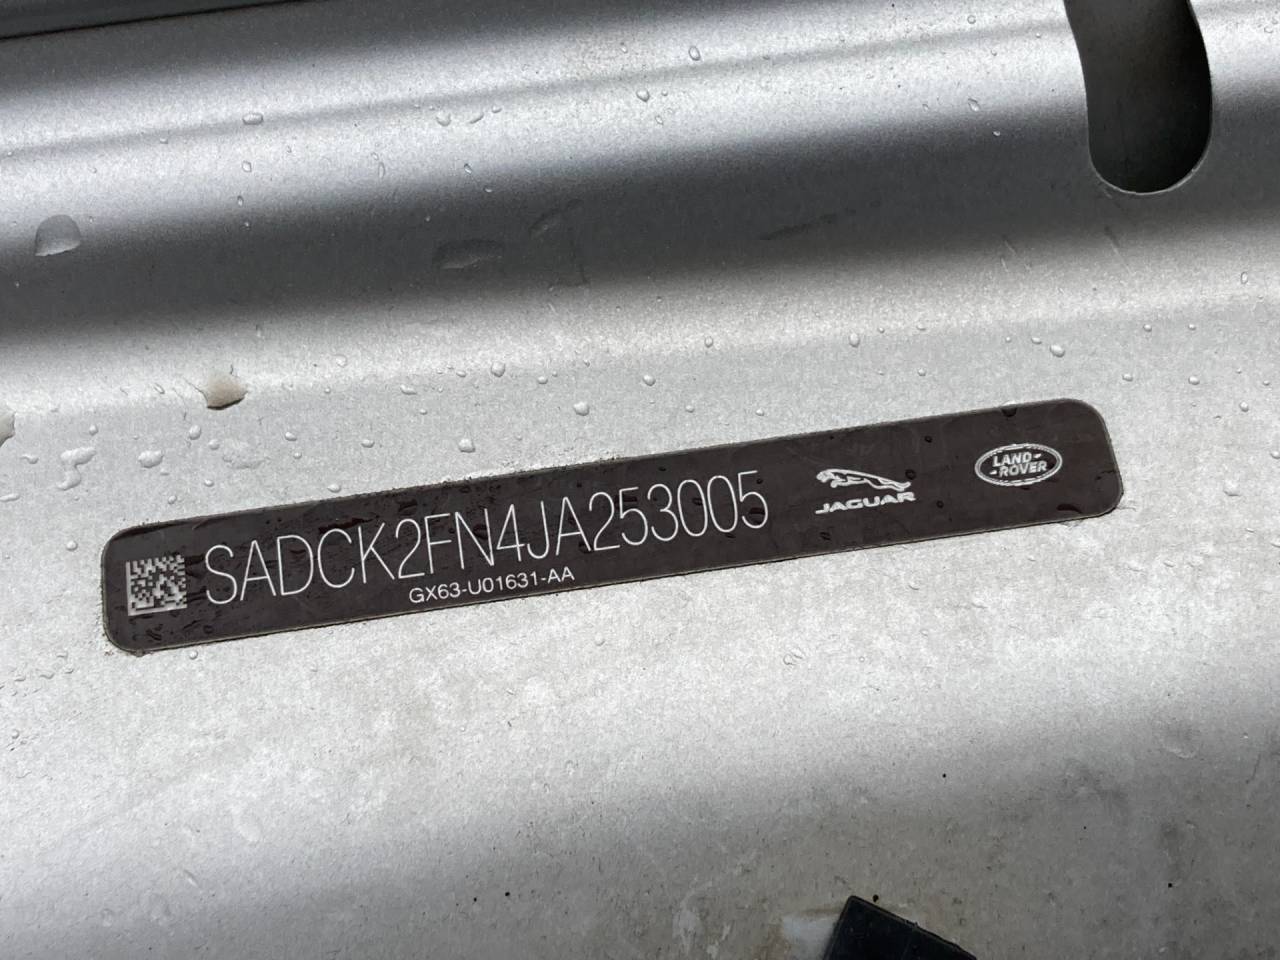 SADCK2FN4JA253005
GX63-U01631-AA
JAGUAR
LAND-
-ROVER